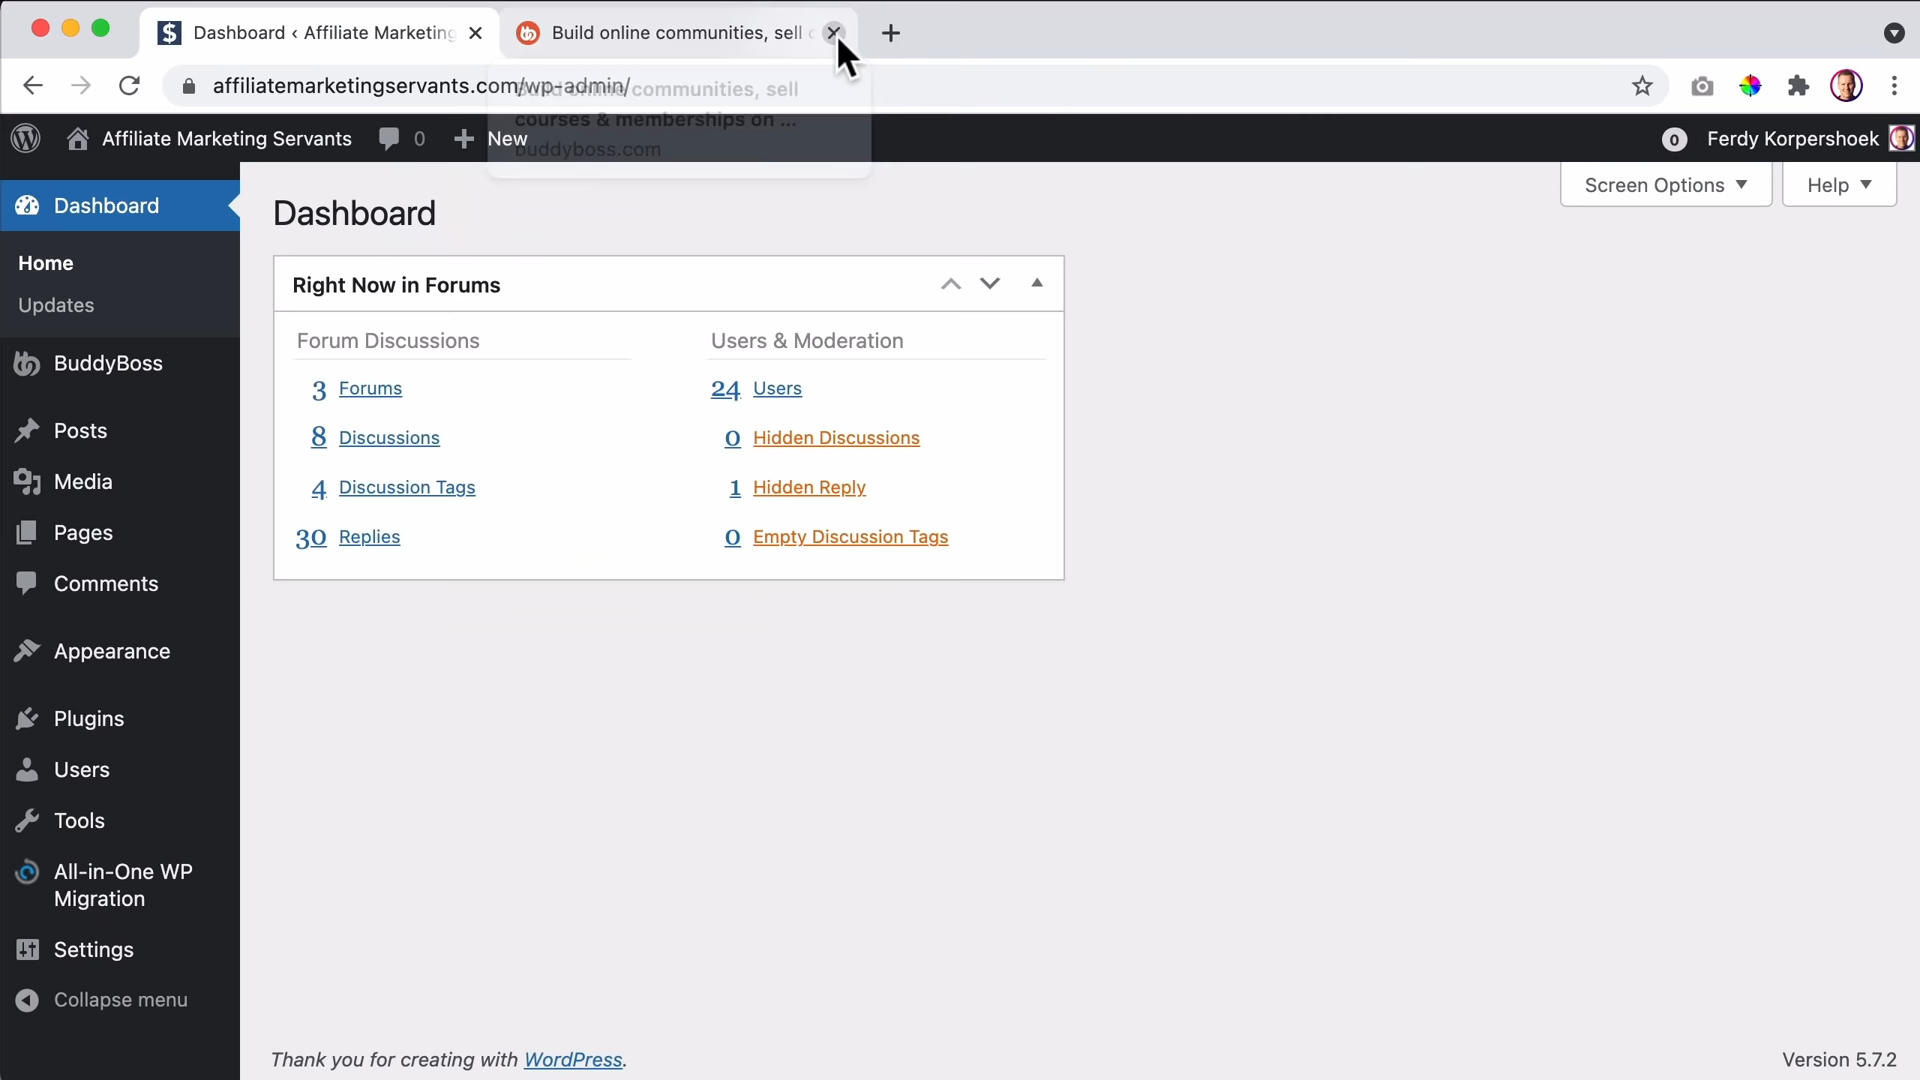 Dashboard ‹ Affiliate Marketing
Build online communities, sell
affiliatemarketingservants.com/wp-admin/
Build online communities, sell
courses & memberships on ...
buddyboss.com
Affiliate Marketing Servants
0
New
0
Ferdy Korpershoek
Dashboard
Home
Updates
BuddyBoss
Posts
Media
Pages
Comments
Appearance
Plugins
Users
Tools
All-in-One WP
Migration
Settings
Collapse menu
Screen Options
Help
Dashboard
Right Now in Forums
Forum Discussions
3 Forums
8 Discussions
4 Discussion Tags
30 Replies
Users & Moderation
24 Users
0 Hidden Discussions
1 Hidden Reply
0 Empty Discussion Tags
Thank you for creating with WordPress.
Version 5.7.2